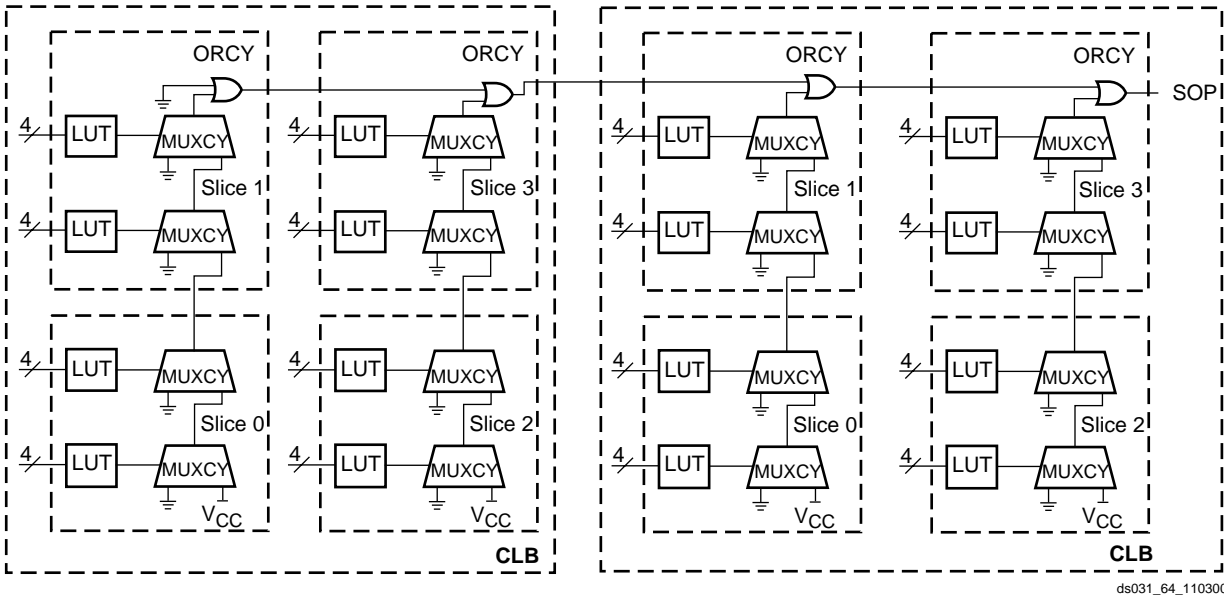 ORCY ORCY ORCY ORCY
SOP
4 LUT MUXCY 4 LUT MUXCY 4 LUT MUXCY 4 LUT MUXCY
Slice 1 Slice 3 Slice 1 Slice 3
4 LUT MUXCY 4 LUT MUXCY 4 LUT MUXCY 4 LUT MUXCY
4 LUT MUXCY 4 LUT MUXCY 4 LUT MUXCY 4 LUT MUXCY
Slice 0 Slice 2 Slice 0 Slice 2
4 LUT MUXCY 4 LUT MUXCY 4 LUT MUXCY 4 LUT MUXCY
VCC VCC VCC VCC
CLB CLB
ds031_64_110300